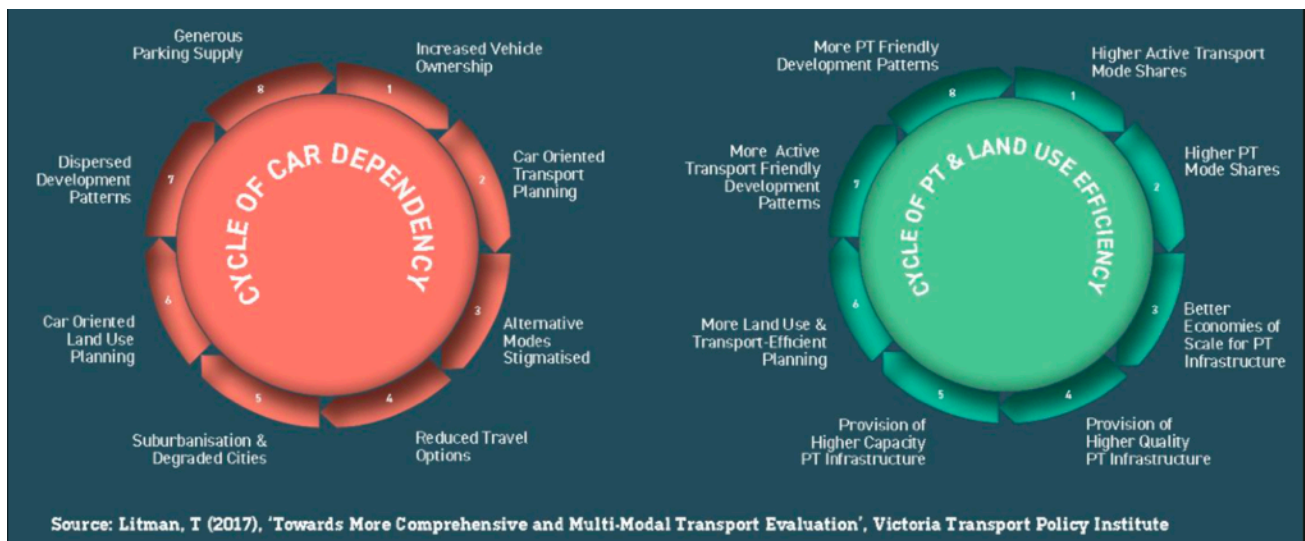 CYCLE OF CAR DEPENDENCY
1
Increased Vehicle
Ownership
2
Car Oriented
Transport
Planning
3
Alternative
Modes
Stigmatised
4
Reduced Travel
Options
5
Suburbanisation &
Degraded Cities
6
Car Oriented
Land Use
Planning
7
Dispersed
Development
Patterns
8
Generous
Parking Supply
CYCLE OF PT & LAND USE EFFICIENCY
1
Higher Active Transport
Mode Shares
2
Higher PT
Mode Shares
3
Better
Economies of
Scale for PT
Infrastructure
4
Provision of
Higher Quality
PT Infrastructure
5
Provision of
Higher Capacity
PT Infrastructure
6
More Land Use &
Transport-Efficient
Planning
7
More Active
Transport Friendly
Development
Patterns
8
More PT Friendly
Development Patterns
Source: Litman, T (2017), 'Towards More Comprehensive and Multi-Modal Transport Evaluation', Victoria Transport Policy Institute